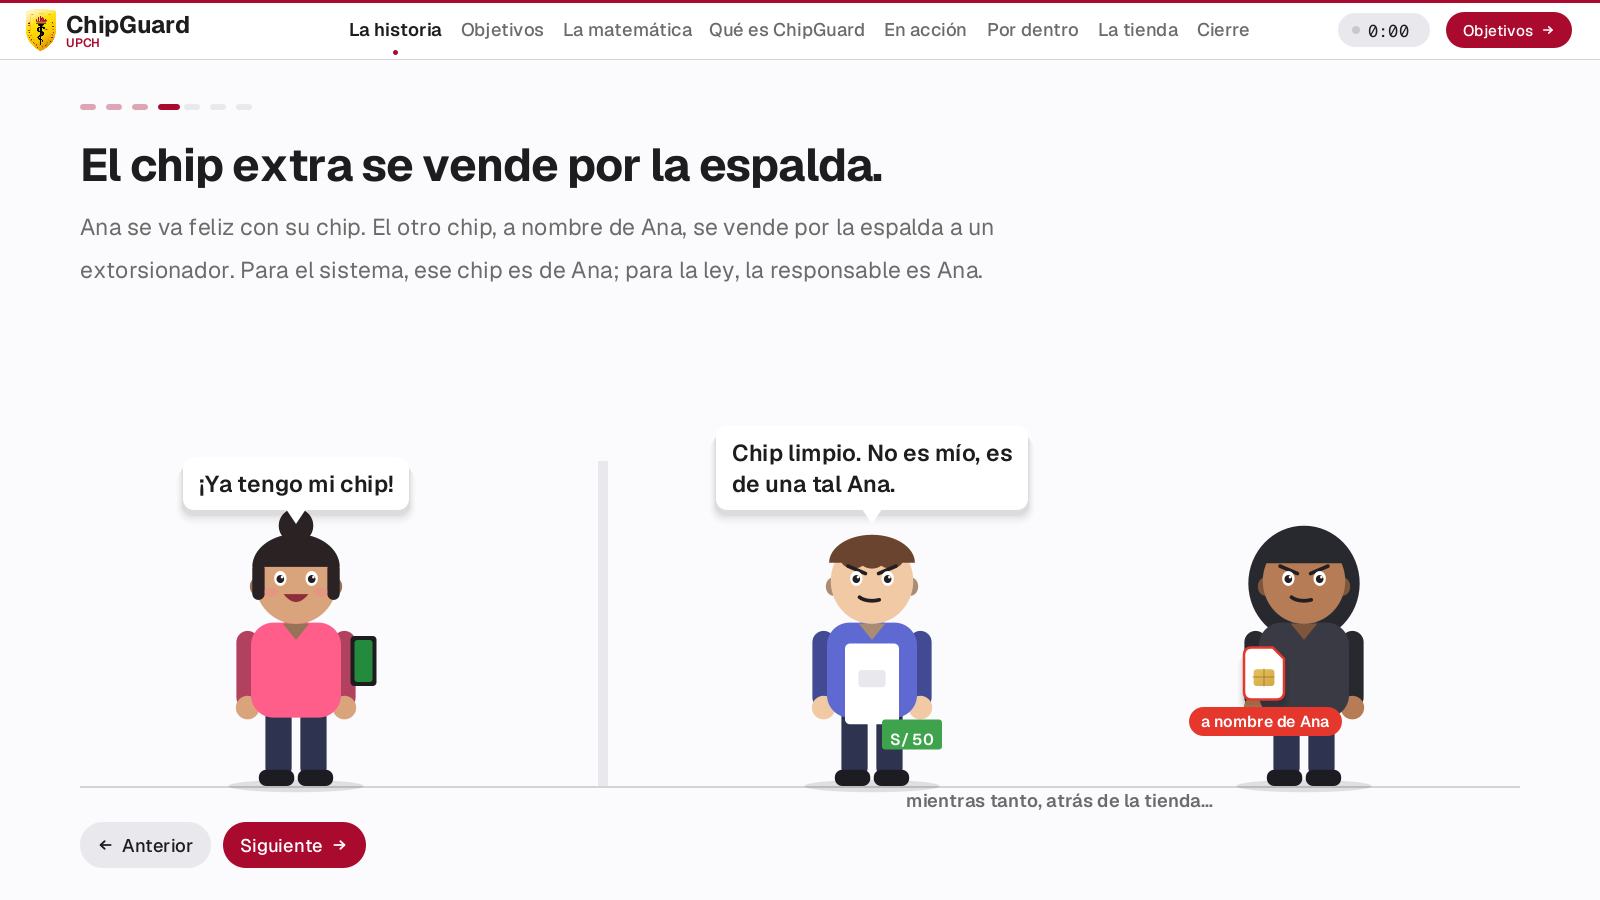 ChipGuard
UPCH
La historia
Objetivos
La matemática
Qué es ChipGuard
En acción
Por dentro
La tienda
Cierre
0:00
Objetivos →
El chip extra se vende por la espalda.
Ana se va feliz con su chip. El otro chip, a nombre de Ana, se vende por la espalda a un
extorsionador. Para el sistema, ese chip es de Ana; para la ley, la responsable es Ana.
¡Ya tengo mi chip!
Chip limpio. No es mío, es
de una tal Ana.
S/ 50
a nombre de Ana
mientras tanto, atrás de la tienda...
← Anterior
Siguiente →